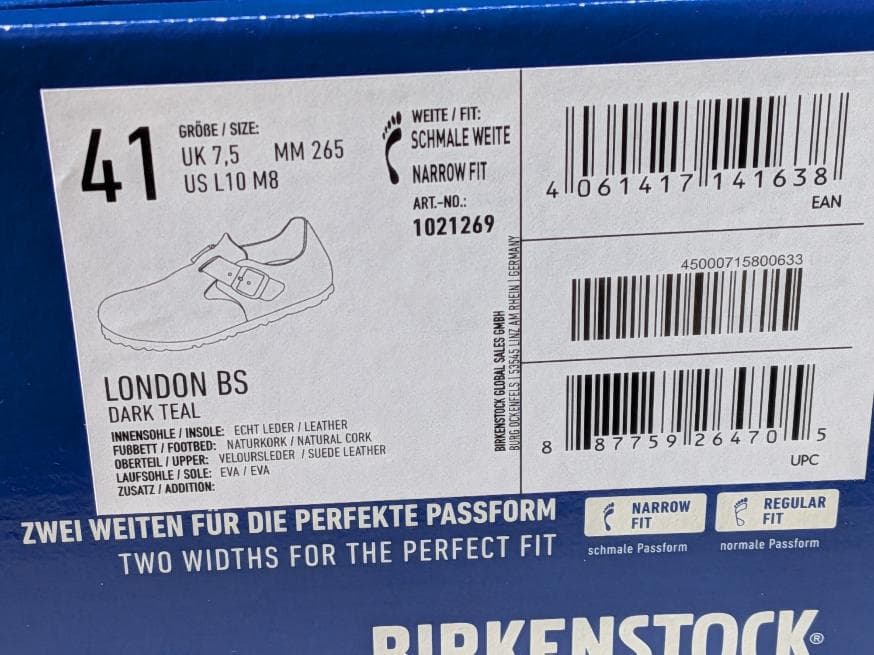 41
GRÖßE / SIZE:
UK 7,5 MM 265
US L10 M8
WEITE / FIT:
SCHMALE WEITE
NARROW FIT
ART.-NO.:
1021269
4 061417 141638
EAN
45000715800633
8 87759 26470 5
UPC
BIRKENSTOCK GLOBAL SALES GMBH
BURG OCKENFELS | 53545 LINZ AM RHEIN | GERMANY
LONDON BS
DARK TEAL
INNENSOHLE / INSOLE: ECHT LEDER / LEATHER
FUßBETT / FOOTBED: NATURKORK / NATURAL CORK
OBERTEIL / UPPER: VELOURSLEDER / SUEDE LEATHER
LAUFSOHLE / SOLE: EVA / EVA
ZUSATZ / ADDITION:
ZWEI WEITEN FÜR DIE PERFEKTE PASSFORM
TWO WIDTHS FOR THE PERFECT FIT
NARROW
FIT
schmale Passform
REGULAR
FIT
normale Passform
BIRKENSTOCK®